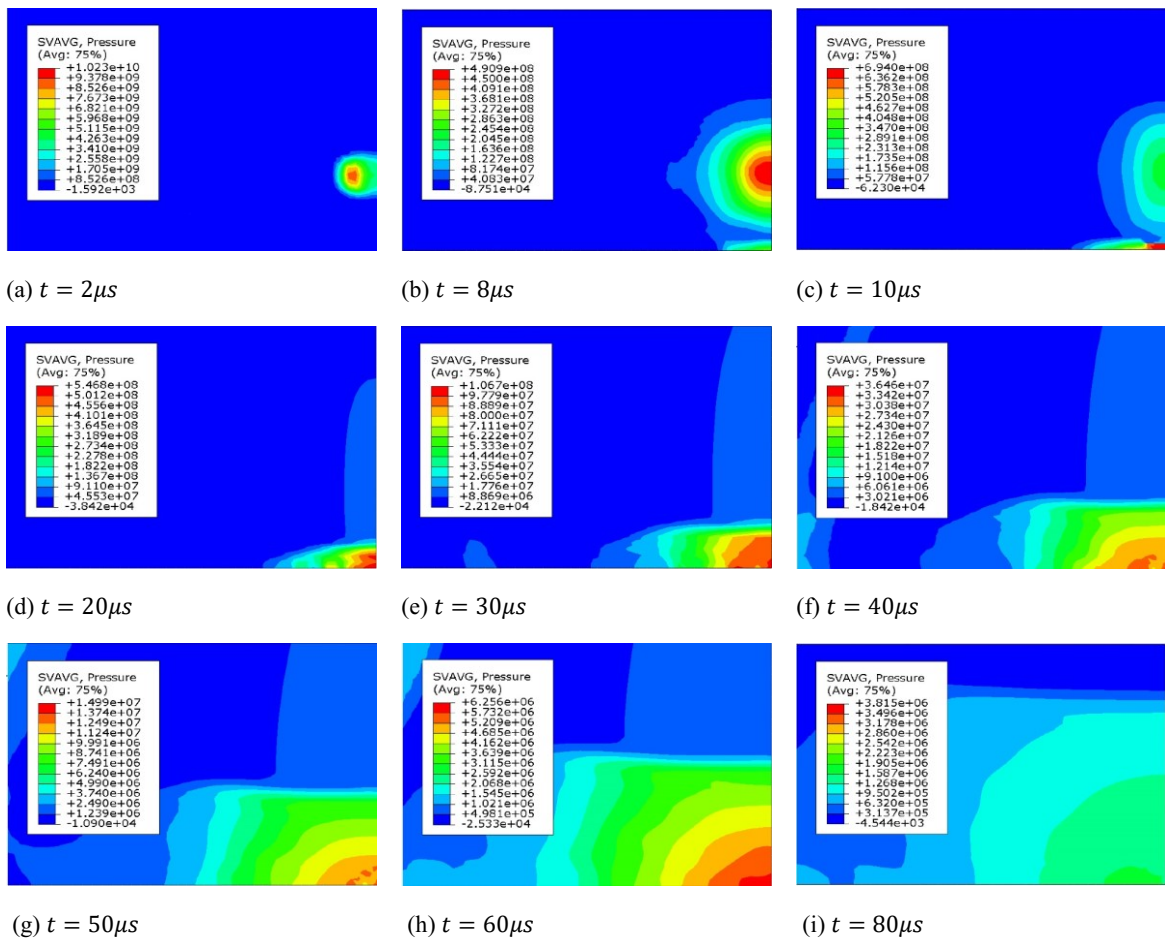 SVAVG, Pressure
(Avg: 75%)
+1.023e+10
+9.378e+09
+8.526e+09
+7.673e+09
+6.821e+09
+5.968e+09
+5.115e+09
+4.263e+09
+3.410e+09
+2.558e+09
+1.705e+09
+8.526e+08
-1.592e+03
(a) t = 2μs
SVAVG, Pressure
(Avg: 75%)
+4.909e+08
+4.500e+08
+4.091e+08
+3.681e+08
+3.272e+08
+2.863e+08
+2.454e+08
+2.045e+08
+1.636e+08
+1.227e+08
+8.174e+07
+4.083e+07
-8.751e+04
(b) t = 8μs
SVAVG, Pressure
(Avg: 75%)
+6.940e+08
+6.362e+08
+5.783e+08
+5.205e+08
+4.627e+08
+4.048e+08
+3.470e+08
+2.891e+08
+2.313e+08
+1.735e+08
+1.156e+08
+5.778e+07
-6.230e+04
(c) t = 10μs
SVAVG, Pressure
(Avg: 75%)
+5.468e+08
+5.012e+08
+4.556e+08
+4.101e+08
+3.645e+08
+3.189e+08
+2.734e+08
+2.278e+08
+1.822e+08
+1.367e+08
+9.110e+07
+4.553e+07
-3.842e+04
(d) t = 20μs
SVAVG, Pressure
(Avg: 75%)
+1.067e+08
+9.779e+07
+8.889e+07
+8.000e+07
+7.111e+07
+6.222e+07
+5.333e+07
+4.444e+07
+3.554e+07
+2.665e+07
+1.776e+07
+8.869e+06
-2.212e+04
(e) t = 30μs
SVAVG, Pressure
(Avg: 75%)
+3.646e+07
+3.342e+07
+3.038e+07
+2.734e+07
+2.430e+07
+2.126e+07
+1.822e+07
+1.518e+07
+1.214e+07
+9.100e+06
+6.061e+06
+3.021e+06
-1.842e+04
(f) t = 40μs
SVAVG, Pressure
(Avg: 75%)
+1.499e+07
+1.374e+07
+1.249e+07
+1.124e+07
+9.991e+06
+8.741e+06
+7.491e+06
+6.240e+06
+4.990e+06
+3.740e+06
+2.490e+06
+1.239e+06
-1.090e+04
(g) t = 50μs
SVAVG, Pressure
(Avg: 75%)
+6.256e+06
+5.732e+06
+5.209e+06
+4.685e+06
+4.162e+06
+3.639e+06
+3.115e+06
+2.592e+06
+2.068e+06
+1.545e+06
+1.021e+06
+4.981e+05
-2.533e+04
(h) t = 60μs
SVAVG, Pressure
(Avg: 75%)
+3.815e+06
+3.496e+06
+3.178e+06
+2.860e+06
+2.542e+06
+2.223e+06
+1.905e+06
+1.587e+06
+1.268e+06
+9.502e+05
+6.320e+05
+3.137e+05
-4.544e+03
(i) t = 80μs